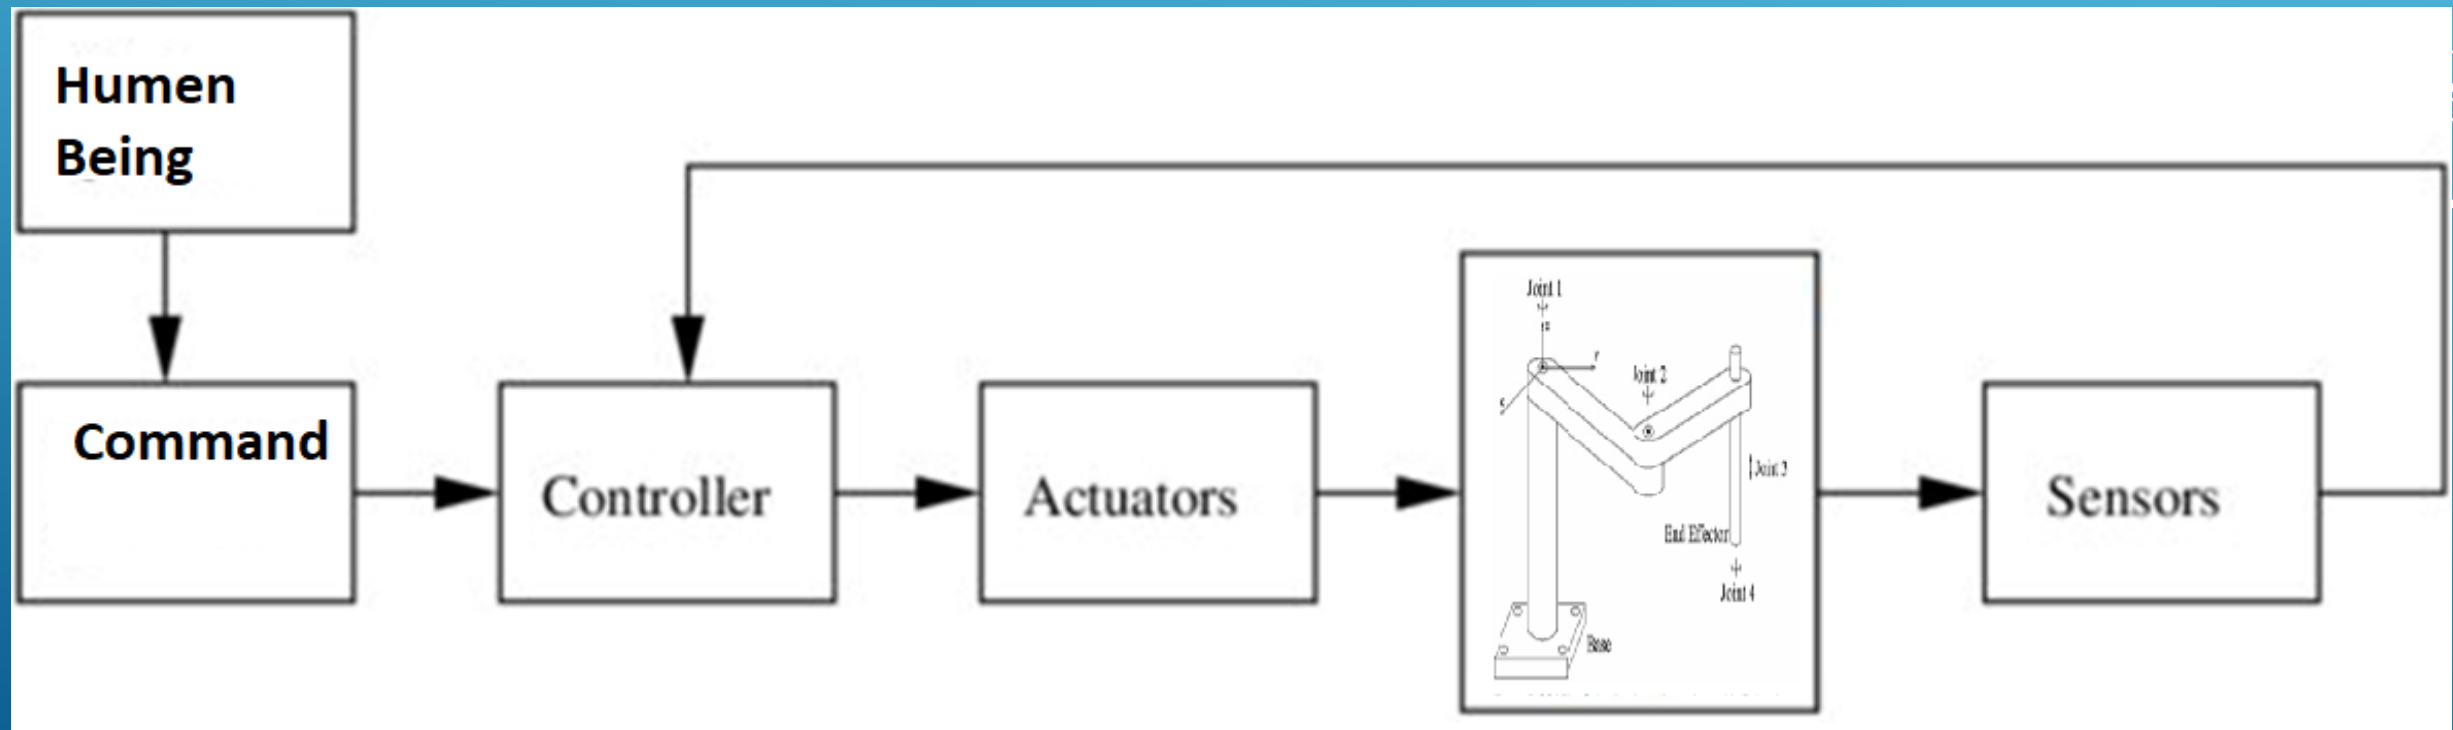 Humen
Being
Command
Controller
Actuators
Joint 1
Joint 2
Joint 3
End Effector
Joint 4
Base
Sensors